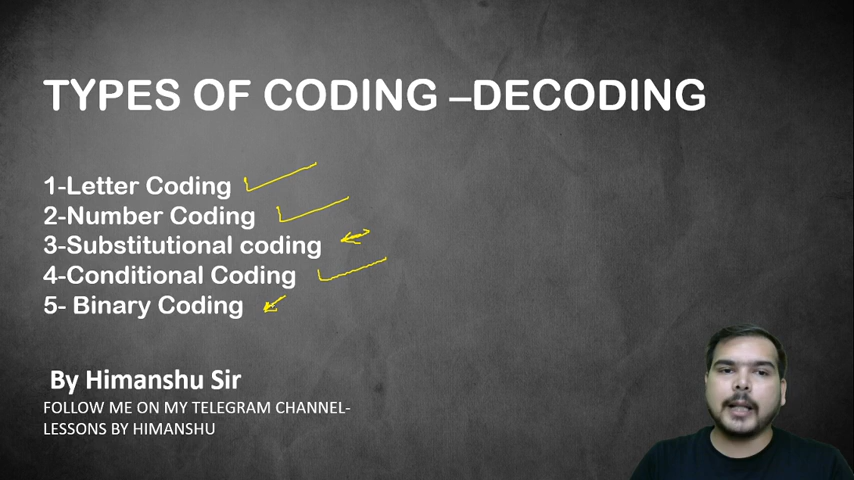 TYPES OF CODING –DECODING
1-Letter Coding
2-Number Coding
3-Substitutional coding
4-Conditional Coding
5- Binary Coding
By Himanshu Sir
FOLLOW ME ON MY TELEGRAM CHANNEL-
LESSONS BY HIMANSHU